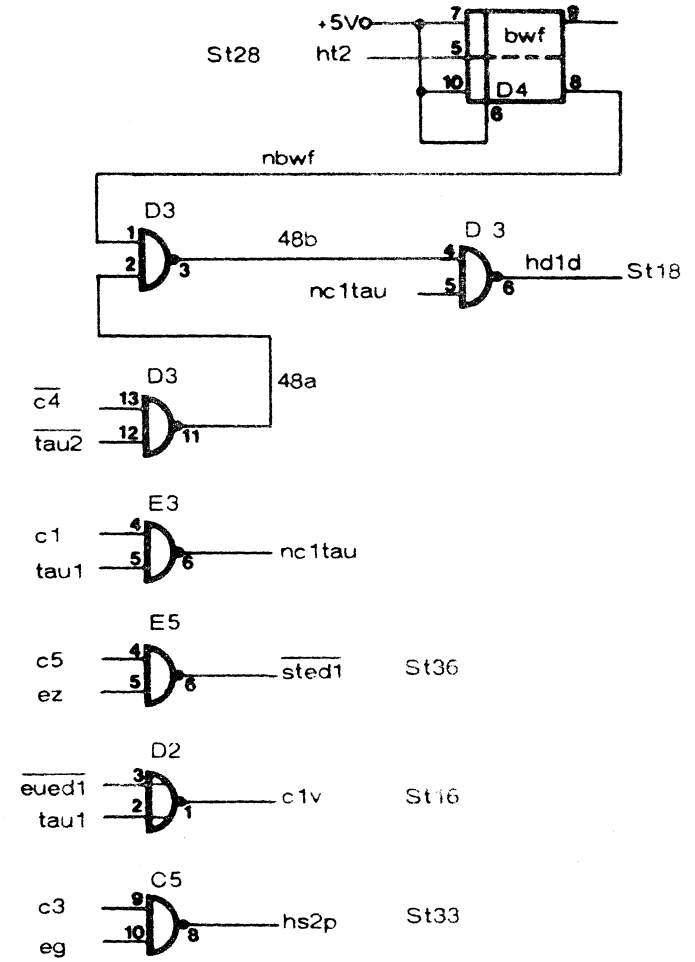 +5V 7 9
bwf
St28 ht2 5
10 D4 8
6
nbwf
D3
1
2 3
48b
D 3
4
nc1tau 5 6
hd1d St18
D3
48a
c4 13
tau2 12 11
E3
c1 4
tau1 5 6 nc1tau
E5
c5 4
ez 5 6 sted1 St36
D2
eued1 3
tau1 2 1 c1v St16
C5
c3 9
eg 10 8 hs2p St33